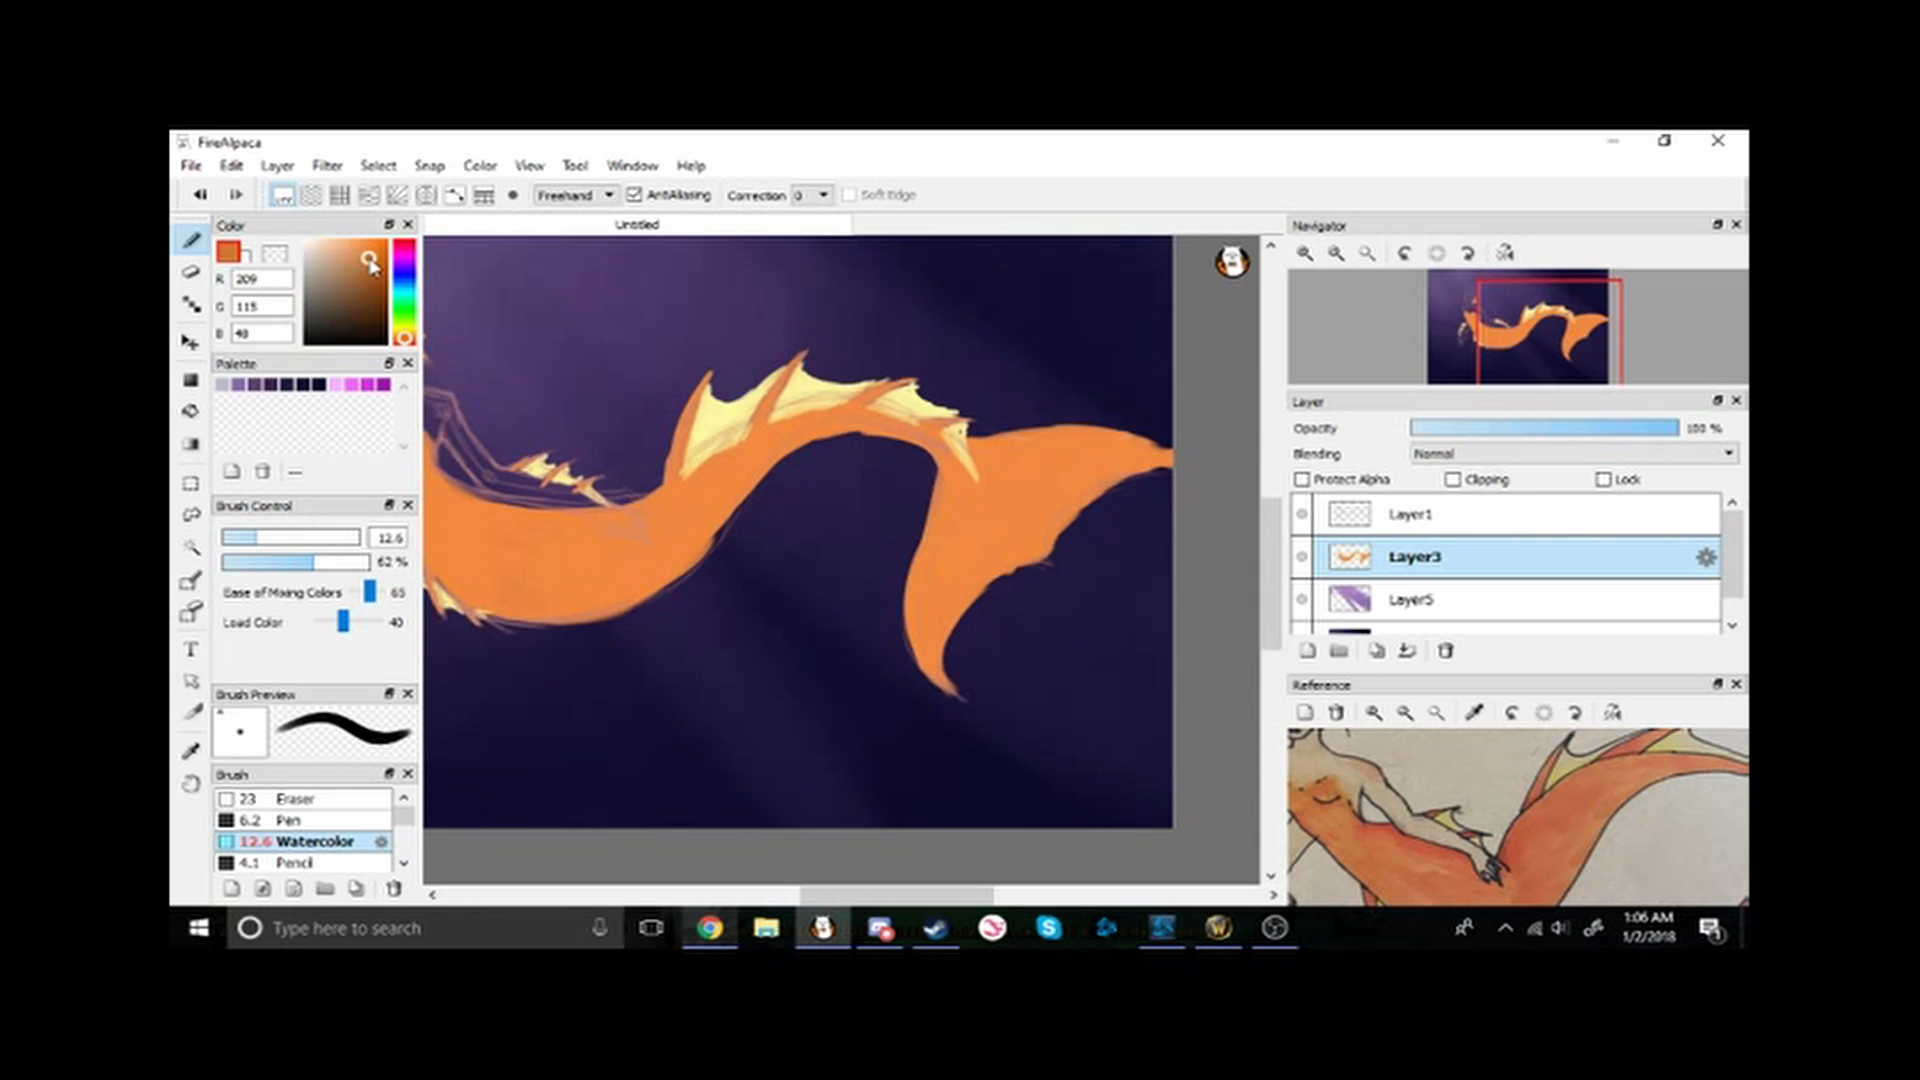 FireAlpaca
File Edit Layer Filter Select Snap Color View Tool Window Help
Freehand AntiAliasing Correction 0 Soft Edge
Color
Untitled
Navigator
R 209
G 115
B 48
Palette
Layer
Opacity 100 %
Blending Normal
Protect Alpha Clipping Lock
Brush Control
12.6
62 %
Ease of Mixing Colors 65
Load Color 40
Layer1
Layer3
Layer5
Brush Preview
Reference
Brush
23 Eraser
6.2 Pen
12.6 Watercolor
4.1 Pencil
Type here to search
1:06 AM
1/2/2018